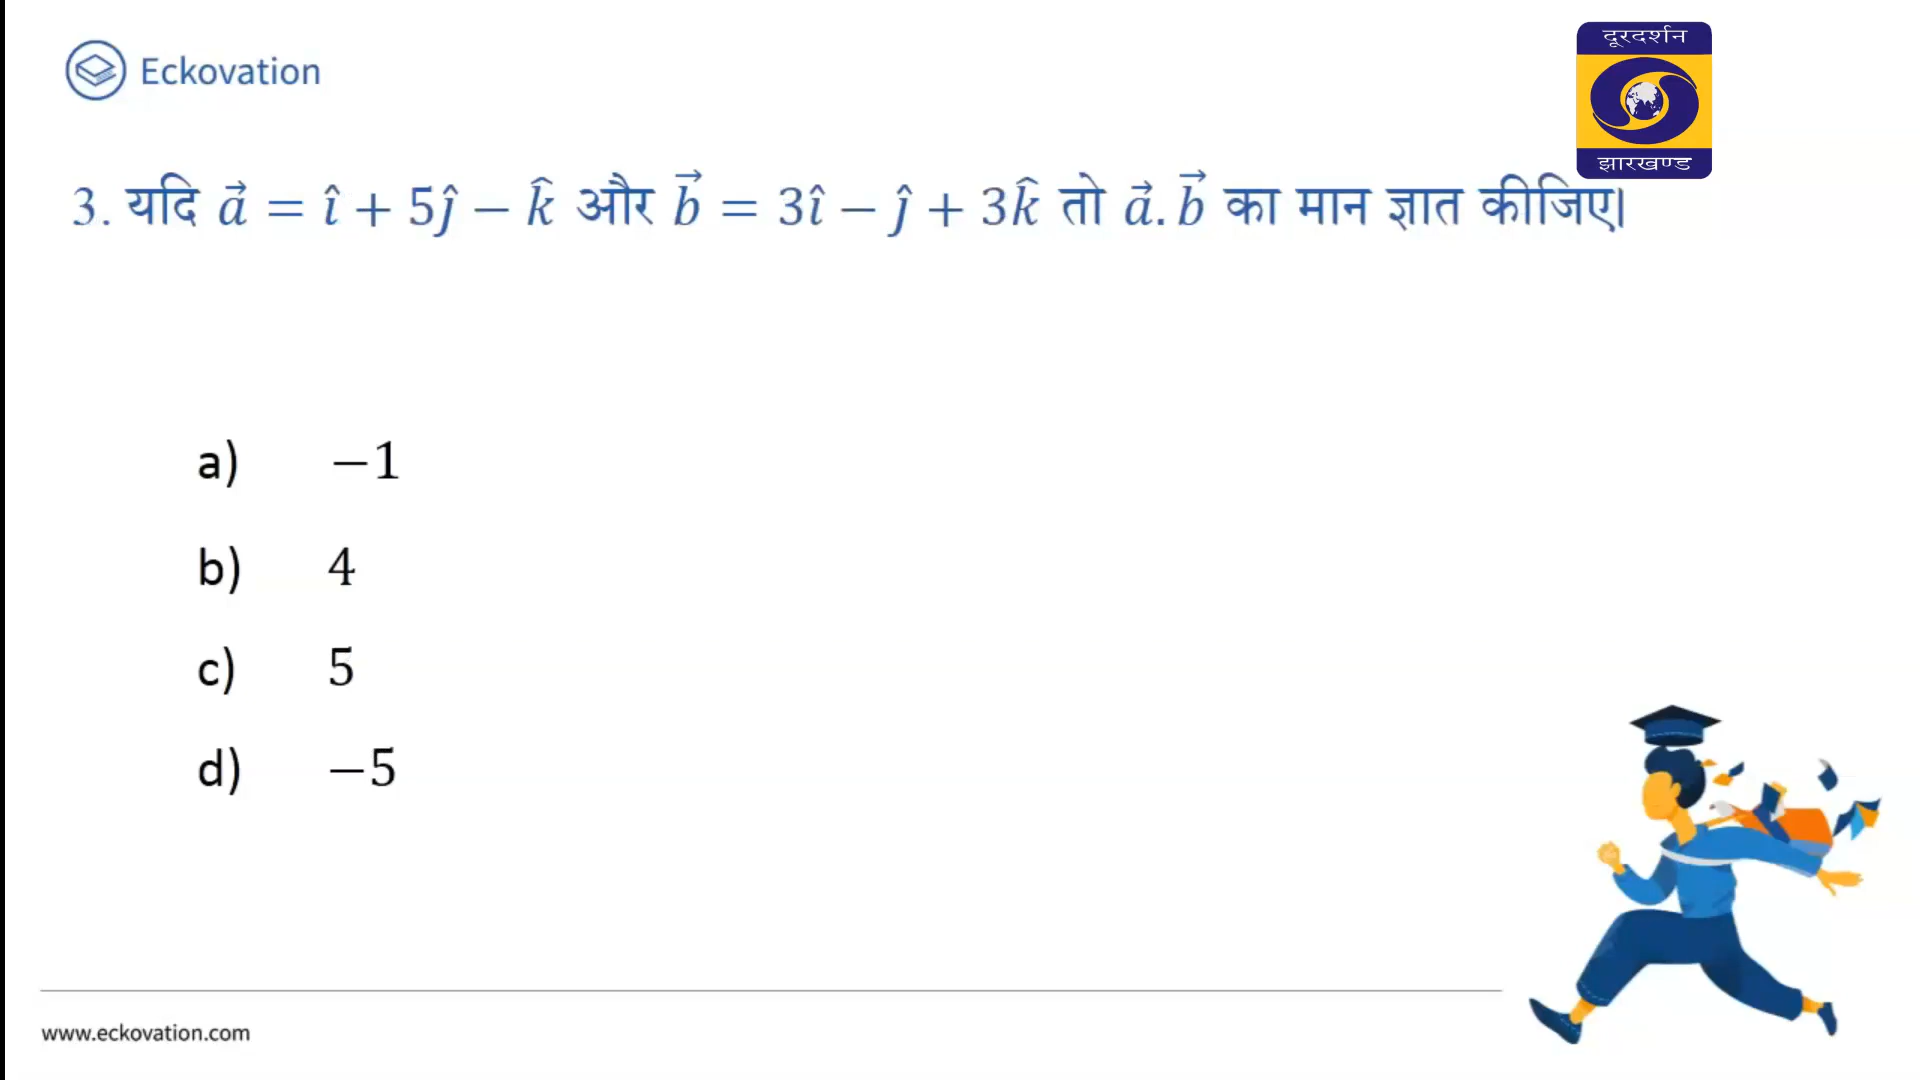 Eckovation
दूरदर्शन
झारखण्ड
3. यदि a⃗ = î + 5ĵ − k̂ और b⃗ = 3î − ĵ + 3k̂ तो a⃗. b⃗ का मान ज्ञात कीजिए।
a) −1
b) 4
c) 5
d) −5
www.eckovation.com